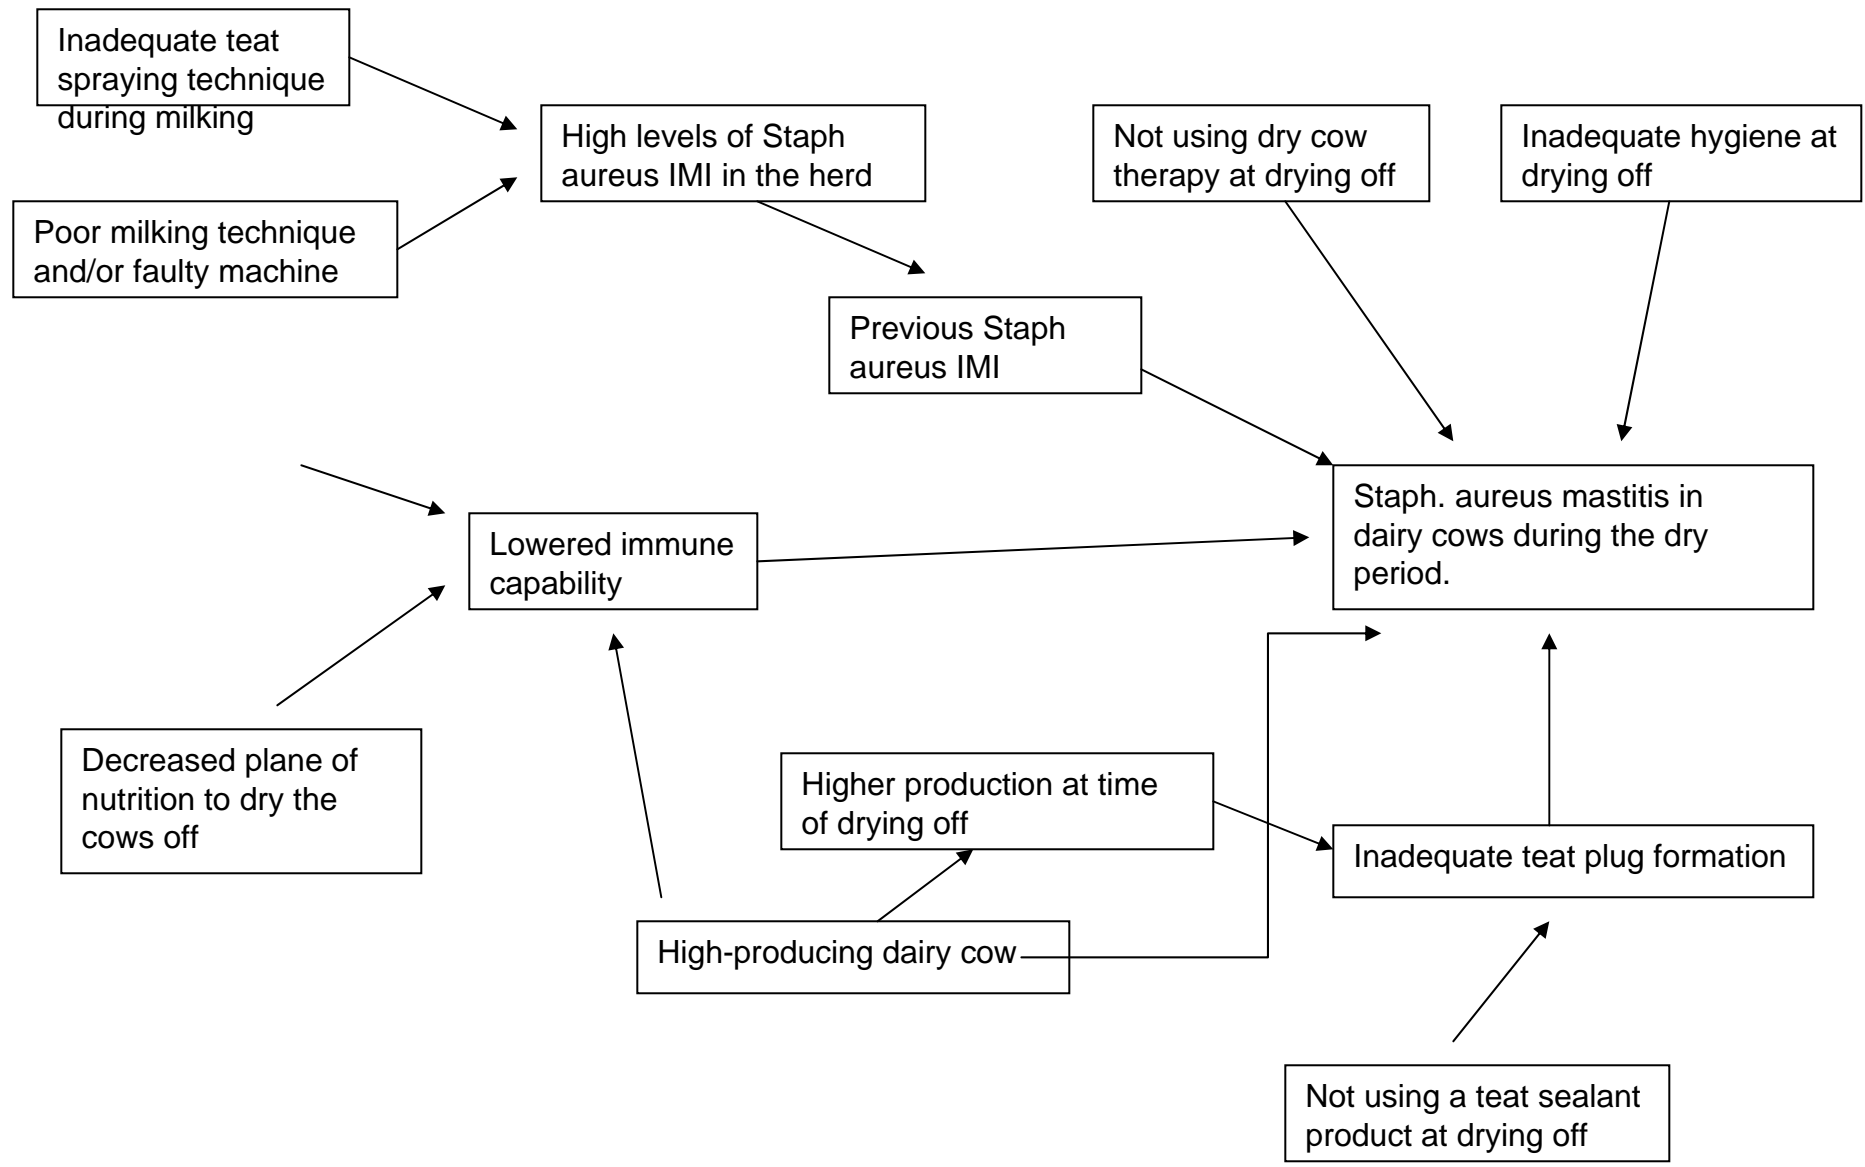 Inadequate teat
spraying technique
during milking
High levels of Staph
aureus IMI in the herd
Not using dry cow
therapy at drying off
Inadequate hygiene at
drying off
Poor milking technique
and/or faulty machine
Previous Staph
aureus IMI
Staph. aureus mastitis in
dairy cows during the dry
period.
Lowered immune
capability
Decreased plane of
nutrition to dry the
cows off
Higher production at time
of drying off
Inadequate teat plug formation
High-producing dairy cow
Not using a teat sealant
product at drying off